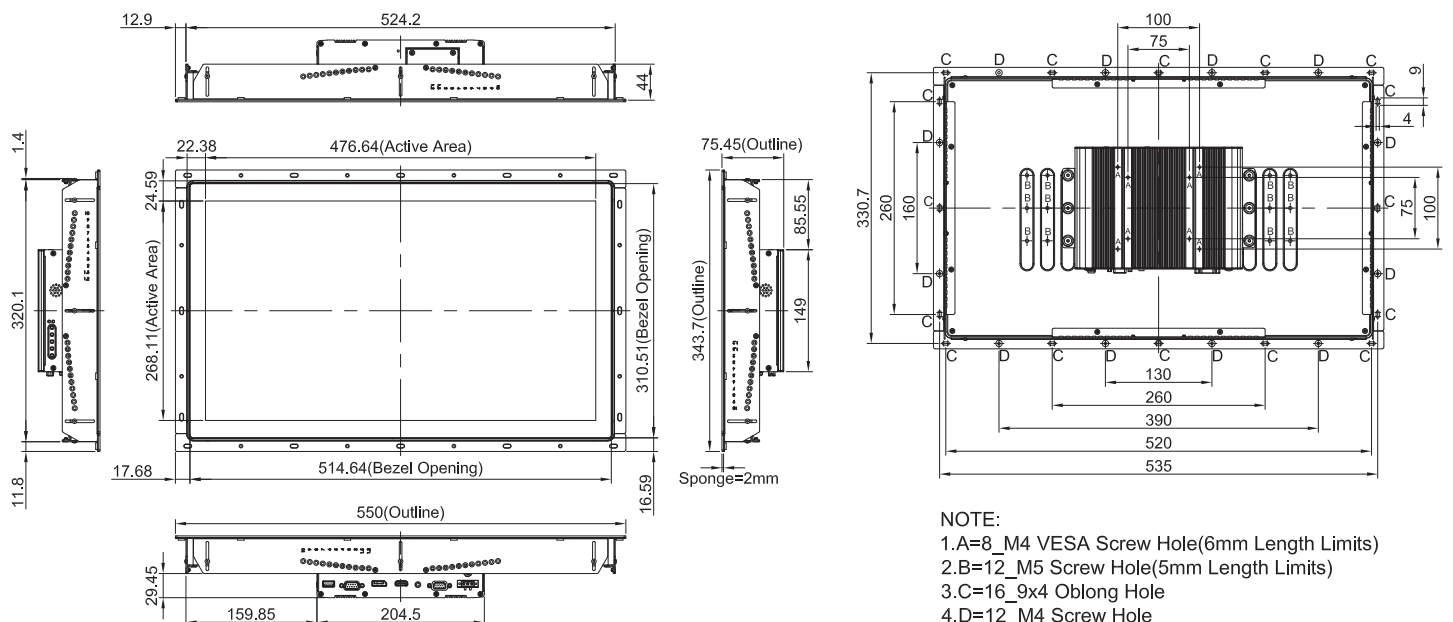 12.9
524.2
44
1.4
320.1
11.8
22.38
476.64(Active Area)
24.59
268.11(Active Area)
310.51(Bezel Opening)
17.68
514.64(Bezel Opening)
16.59
550(Outline)
29.45
159.85
204.5
75.45(Outline)
85.55
343.7(Outline)
149
Sponge=2mm
100
75
C D C D C D C D C
9
C C
4
D D
330.7
260
160
A A
A A
B B B B
C B B B B C
B B B B
A A
A A
75
100
D D
C C
C D C D C D C D C
130
260
390
520
535
NOTE:
1.A=8_M4 VESA Screw Hole(6mm Length Limits)
2.B=12_M5 Screw Hole(5mm Length Limits)
3.C=16_9x4 Oblong Hole
4.D=12_M4 Screw Hole